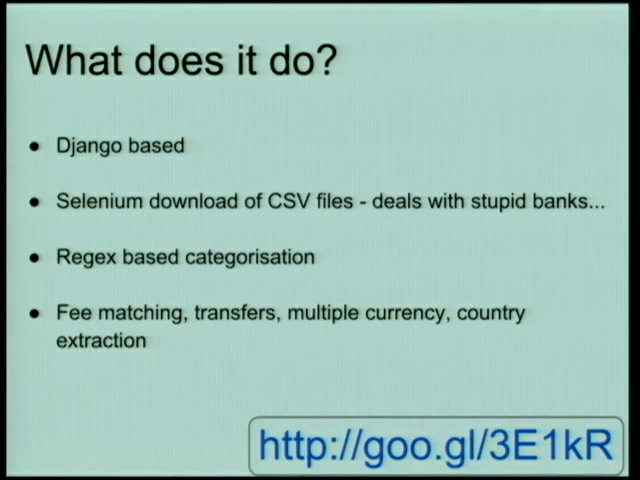 What does it do?
● Django based
● Selenium download of CSV files - deals with stupid banks...
● Regex based categorisation
● Fee matching, transfers, multiple currency, country
extraction
http://goo.gl/3E1kR